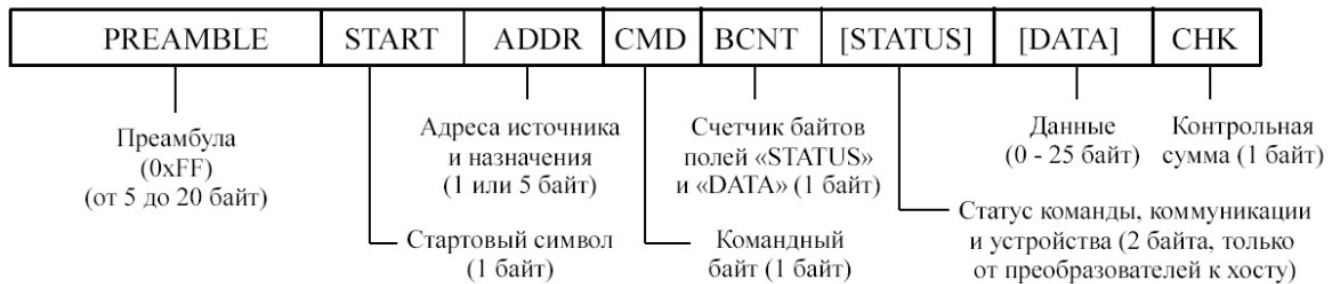 PREAMBLE START ADDR CMD BCNT [STATUS] [DATA] CHK
Преамбула
(0xFF)
(от 5 до 20 байт)
Адреса источника
и назначения
(1 или 5 байт)
Счетчик байтов
полей «STATUS»
и «DATA» (1 байт)
Данные
(0 - 25 байт)
Контрольная
сумма (1 байт)
Стартовый символ
(1 байт)
Командный
байт (1 байт)
Статус команды, коммуникации
и устройства (2 байта, только
от преобразователей к хосту)